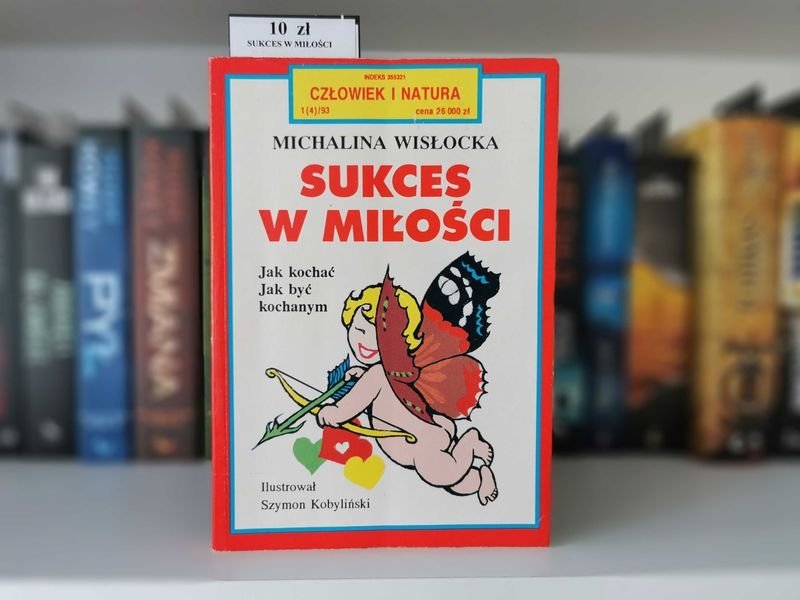 10 zł
SUKCES W MIŁOŚCI
INDEKS 355321
CZŁOWIEK I NATURA
1(4)/93 cena 26 000 zł
MICHALINA WISŁOCKA
SUKCES
W MIŁOŚCI
Jak kochać
Jak być
kochanym
Ilustrował
Szymon Kobyliński
PYŁ
ZMIANA